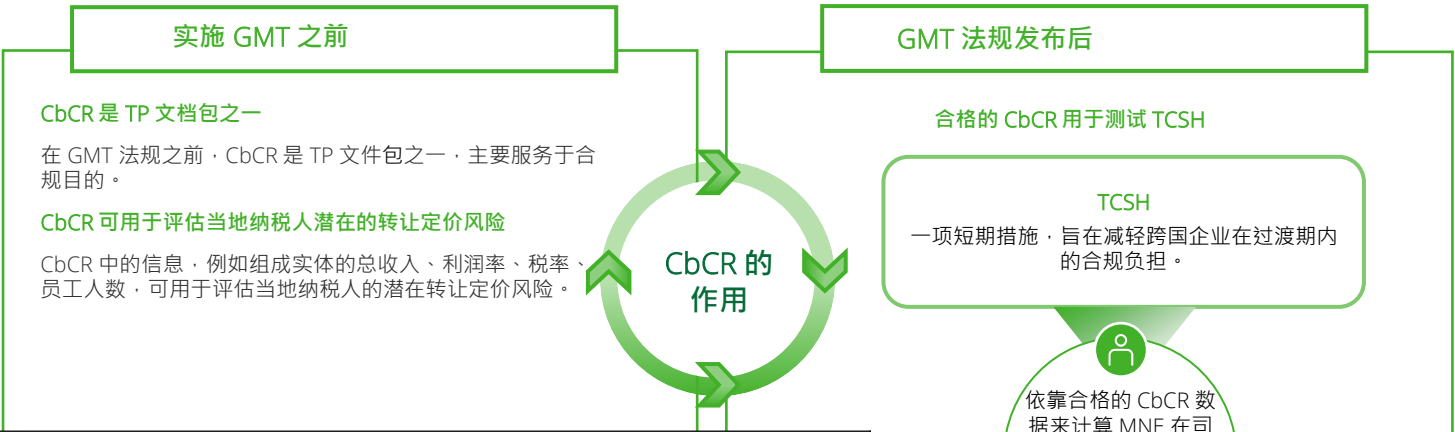 实施 GMT 之前
CbCR 是 TP 文档包之一
在 GMT 法规之前，CbCR 是 TP 文件包之一，主要服务于合
规目的。
CbCR 可用于评估当地纳税人潜在的转让定价风险
CbCR 中的信息，例如组成实体的总收入、利润率、税率、
员工人数，可用于评估当地纳税人的潜在转让定价风险。
CbCR 的
作用
GMT 法规发布后
合格的 CbCR 用于测试 TCSH
TCSH
一项短期措施，旨在减轻跨国企业在过渡期内
的合规负担。
依靠合格的 CbCR 数
据来计算 MNE 在司